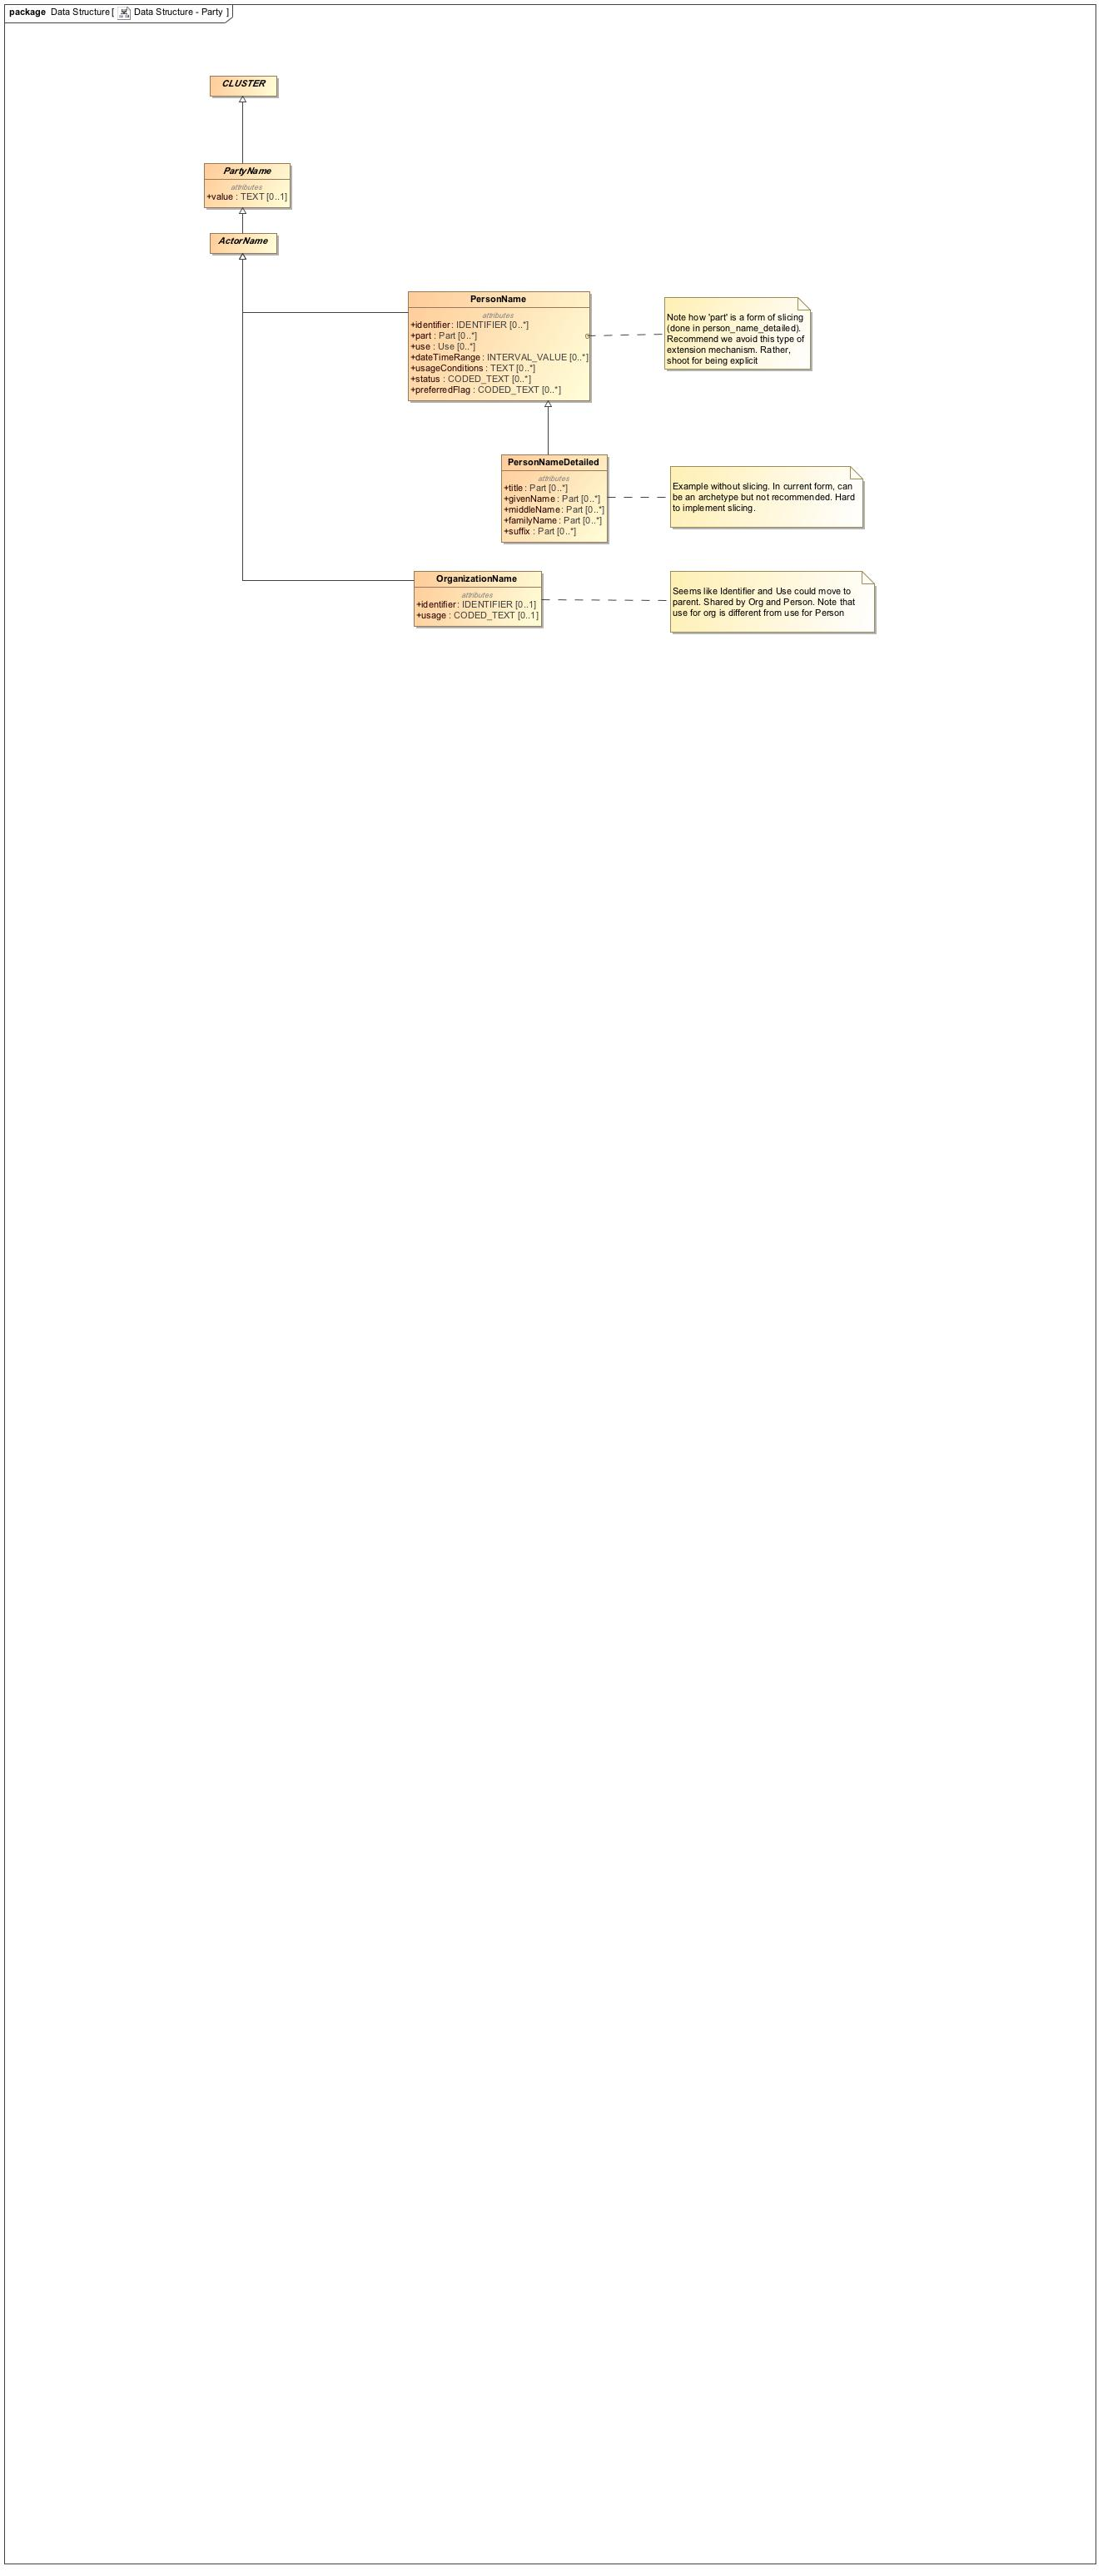 package Data Structure [ Data Structure - Party ]
CLUSTER
PartyName
attributes
+value : TEXT [0..1]
ActorName
PersonName
attributes
+identifier : IDENTIFIER [0..*]
+part : Part [0..*]
+use : Use [0..*]
+dateTimeRange : INTERVAL_VALUE [0..*]
+usageConditions : TEXT [0..*]
+status : CODED_TEXT [0..*]
+preferredFlag : CODED_TEXT [0..*]
Note how 'part' is a form of slicing
(done in person_name_detailed).
Recommend we avoid this type of
extension mechanism. Rather,
shoot for being explicit
PersonNameDetailed
attributes
+title : Part [0..*]
+givenName : Part [0..*]
+middleName : Part [0..*]
+familyName : Part [0..*]
+suffix : Part [0..*]
Example without slicing. In current form, can
be an archetype but not recommended. Hard
to implement slicing.
OrganizationName
attributes
+identifier : IDENTIFIER [0..1]
+usage : CODED_TEXT [0..1]
Seems like Identifier and Use could move to
parent. Shared by Org and Person. Note that
use for org is different from use for Person